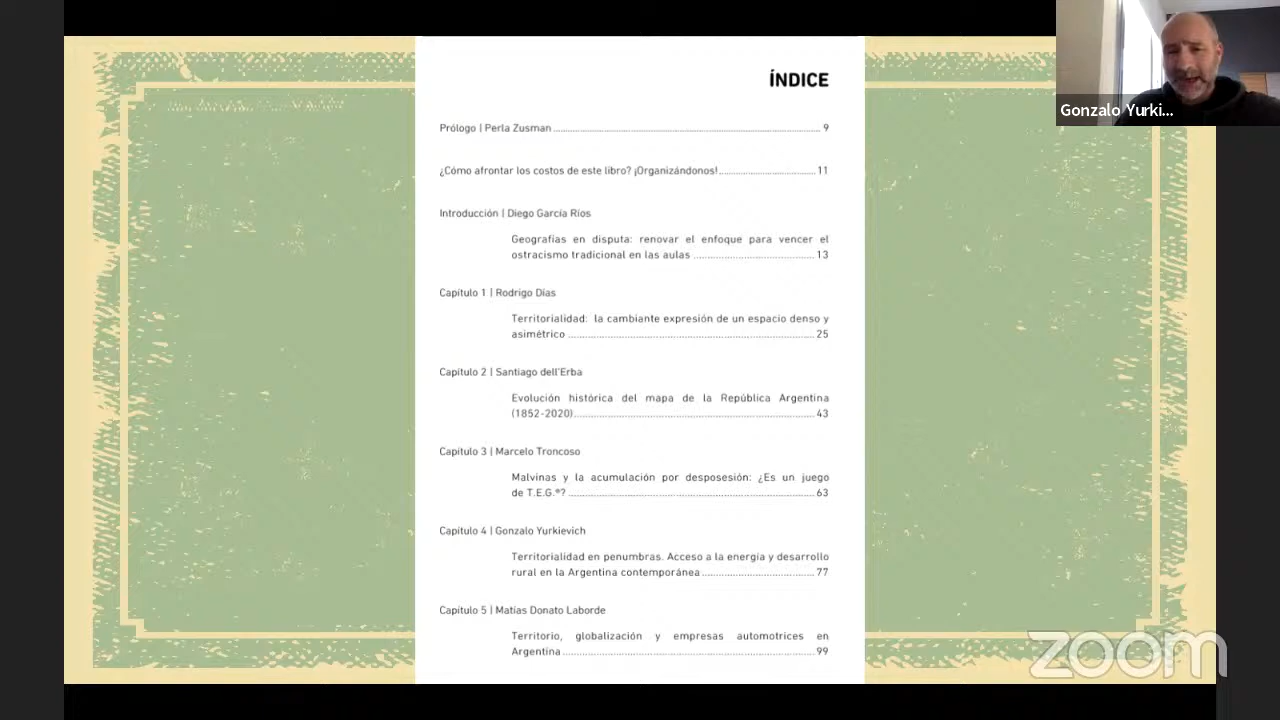 ÍNDICE
Prólogo | Perla Zusman ........ 9
¿Cómo afrontar los costos de este libro? ¡Organizándonos! ........ 11
Introducción | Diego García Ríos
Geografías en disputa: renovar el enfoque para vencer el
ostracismo tradicional en las aulas ........ 13
Capítulo 1 | Rodrigo Días
Territorialidad: la cambiante expresión de un espacio denso y
asimétrico ........ 25
Capítulo 2 | Santiago dell'Erba
Evolución histórica del mapa de la República Argentina
(1852-2020) ........ 43
Capítulo 3 | Marcelo Troncoso
Malvinas y la acumulación por desposesión: ¿Es un juego
de T.E.G.®? ........ 63
Capítulo 4 | Gonzalo Yurkievich
Territorialidad en penumbras. Acceso a la energía y desarrollo
rural en la Argentina contemporánea ........ 77
Capítulo 5 | Matías Donato Laborde
Territorio, globalización y empresas automotrices en
Argentina ........ 99
Gonzalo Yurki...
zoom